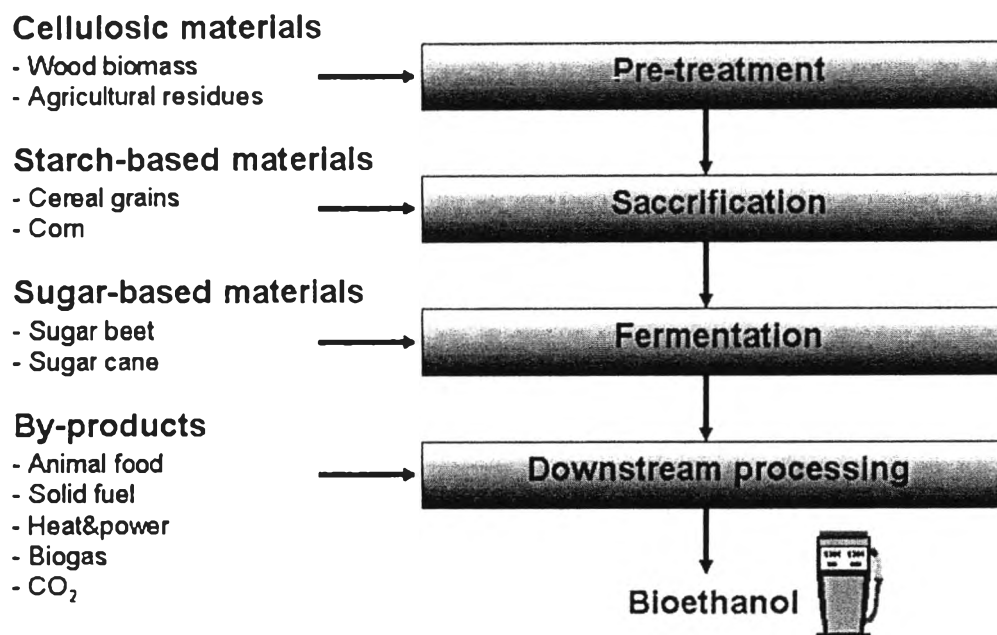 Cellulosic materials
- Wood biomass
- Agricultural residues
Pre-treatment
Starch-based materials
- Cereal grains
- Corn
Saccrification
Sugar-based materials
- Sugar beet
- Sugar cane
Fermentation
By-products
- Animal food
- Solid fuel
- Heat&power
- Biogas
- CO₂
Downstream processing
Bioethanol